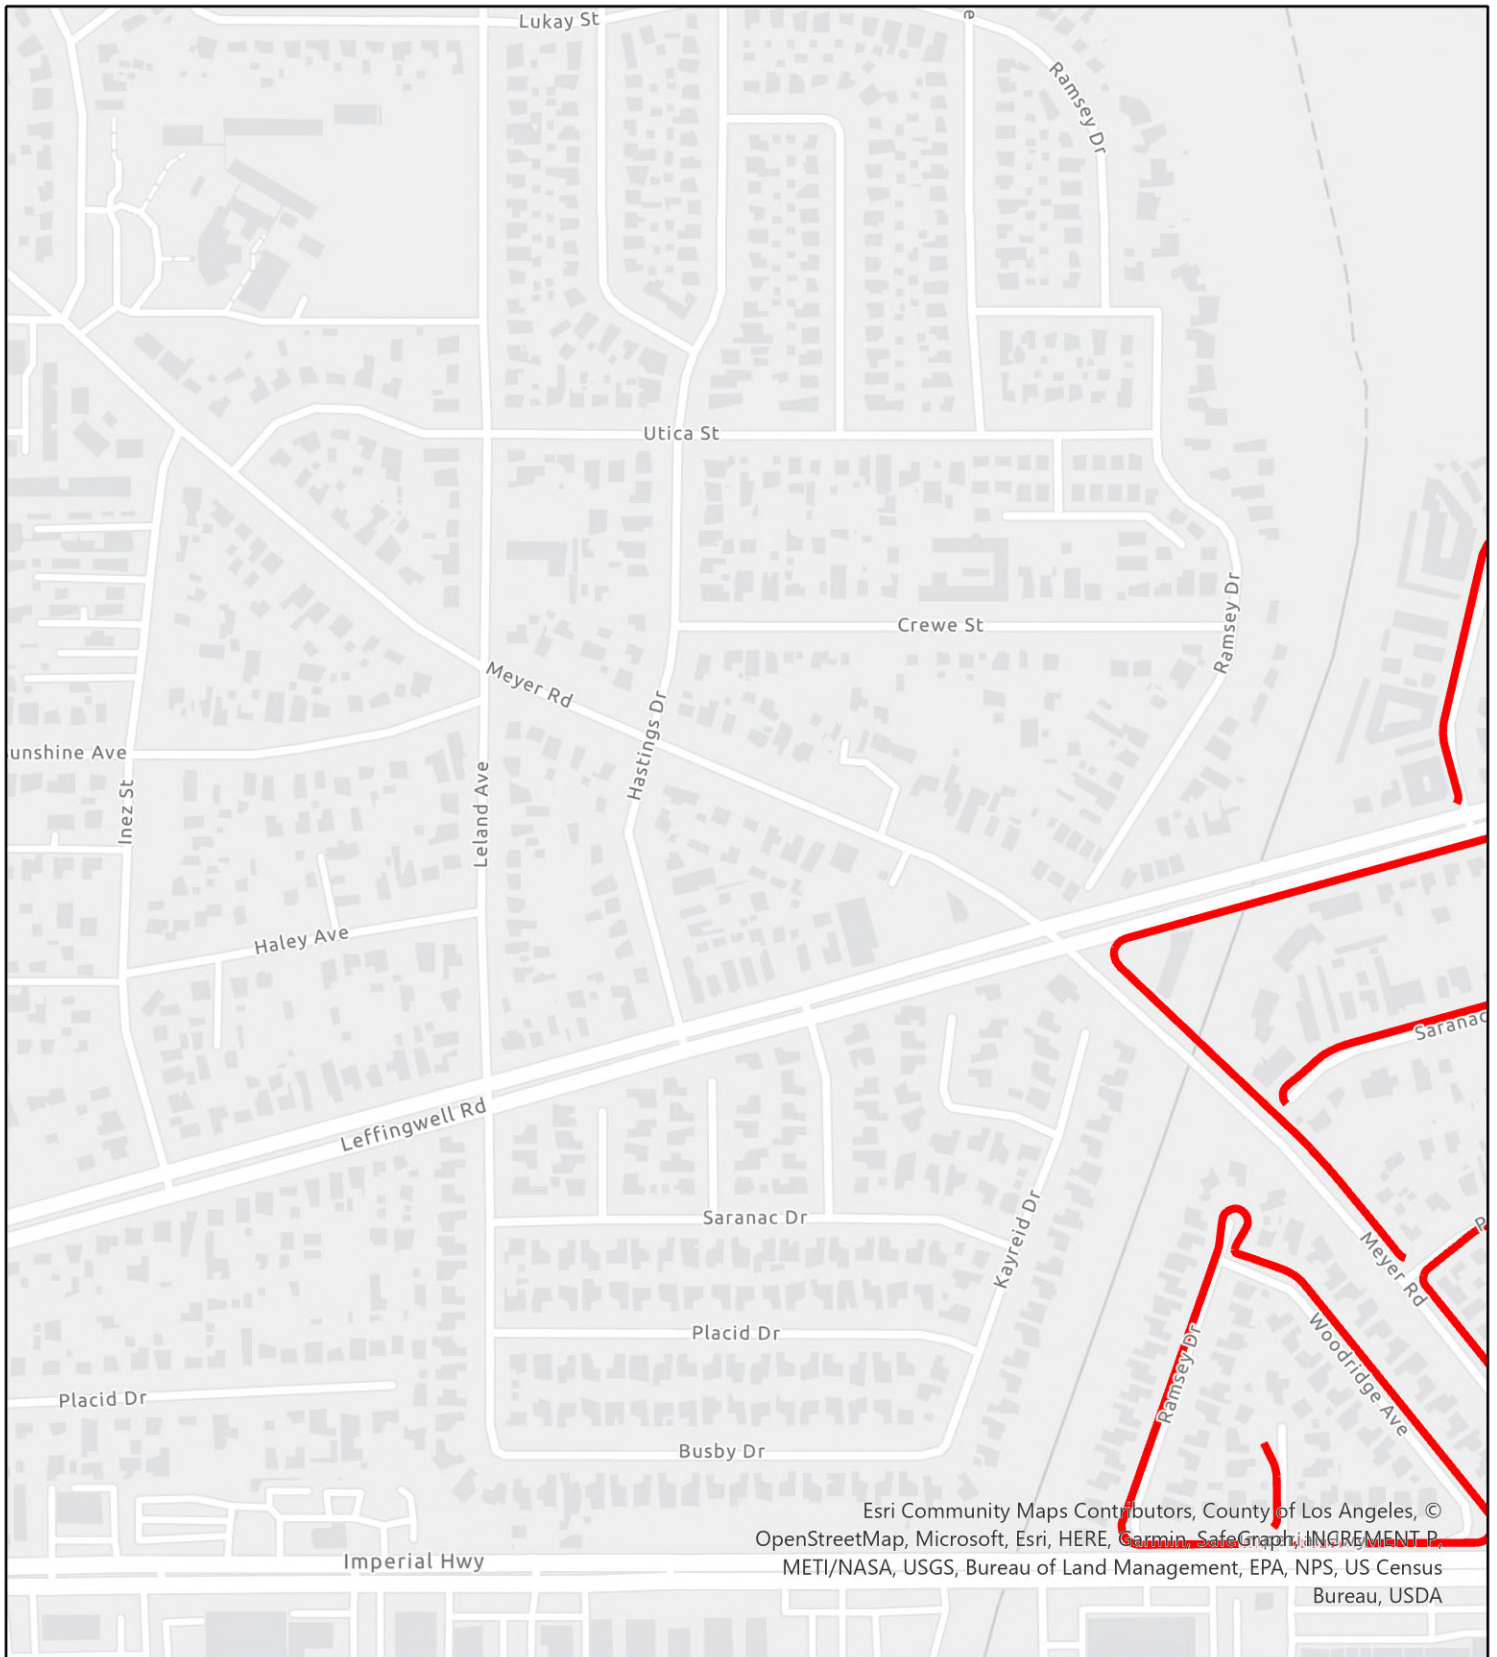 Lukay St
e
Ramsey Dr
Utica St
Crewe St
Ramsey Dr
Meyer Rd
Hastings Dr
unshine Ave
Inez St
Leland Ave
Haley Ave
Saranac
Leffingwell Rd
Saranac Dr
Kayreid Dr
P
Meyer Rd
Placid Dr
Ramsey Dr
Woodridge Ave
Placid Dr
Busby Dr
Imperial Hwy
Esri Community Maps Contributors, County of Los Angeles, ©
OpenStreetMap, Microsoft, Esri, HERE, Garmin, SafeGraph, INCREMENT P,
METI/NASA, USGS, Bureau of Land Management, EPA, NPS, US Census
Bureau, USDA